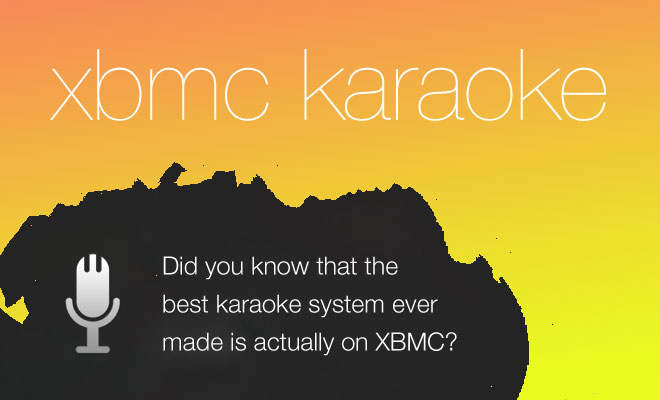 xbmc karaoke
Did you know that the
best karaoke system ever
made is actually on XBMC?